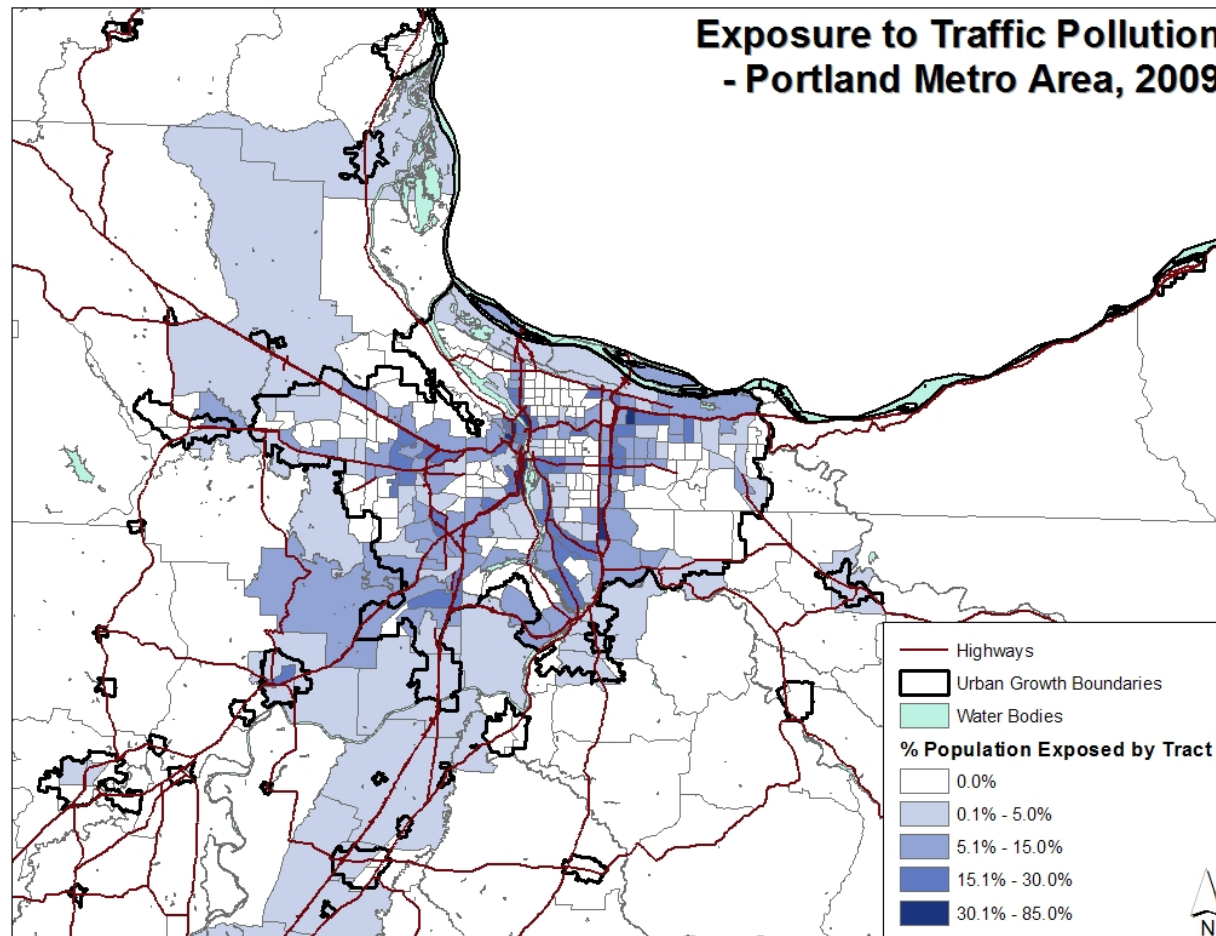 Exposure to Traffic Pollution
- Portland Metro Area, 2009
Highways
Urban Growth Boundaries
Water Bodies
% Population Exposed by Tract
0.0%
0.1% - 5.0%
5.1% - 15.0%
15.1% - 30.0%
30.1% - 85.0%
N